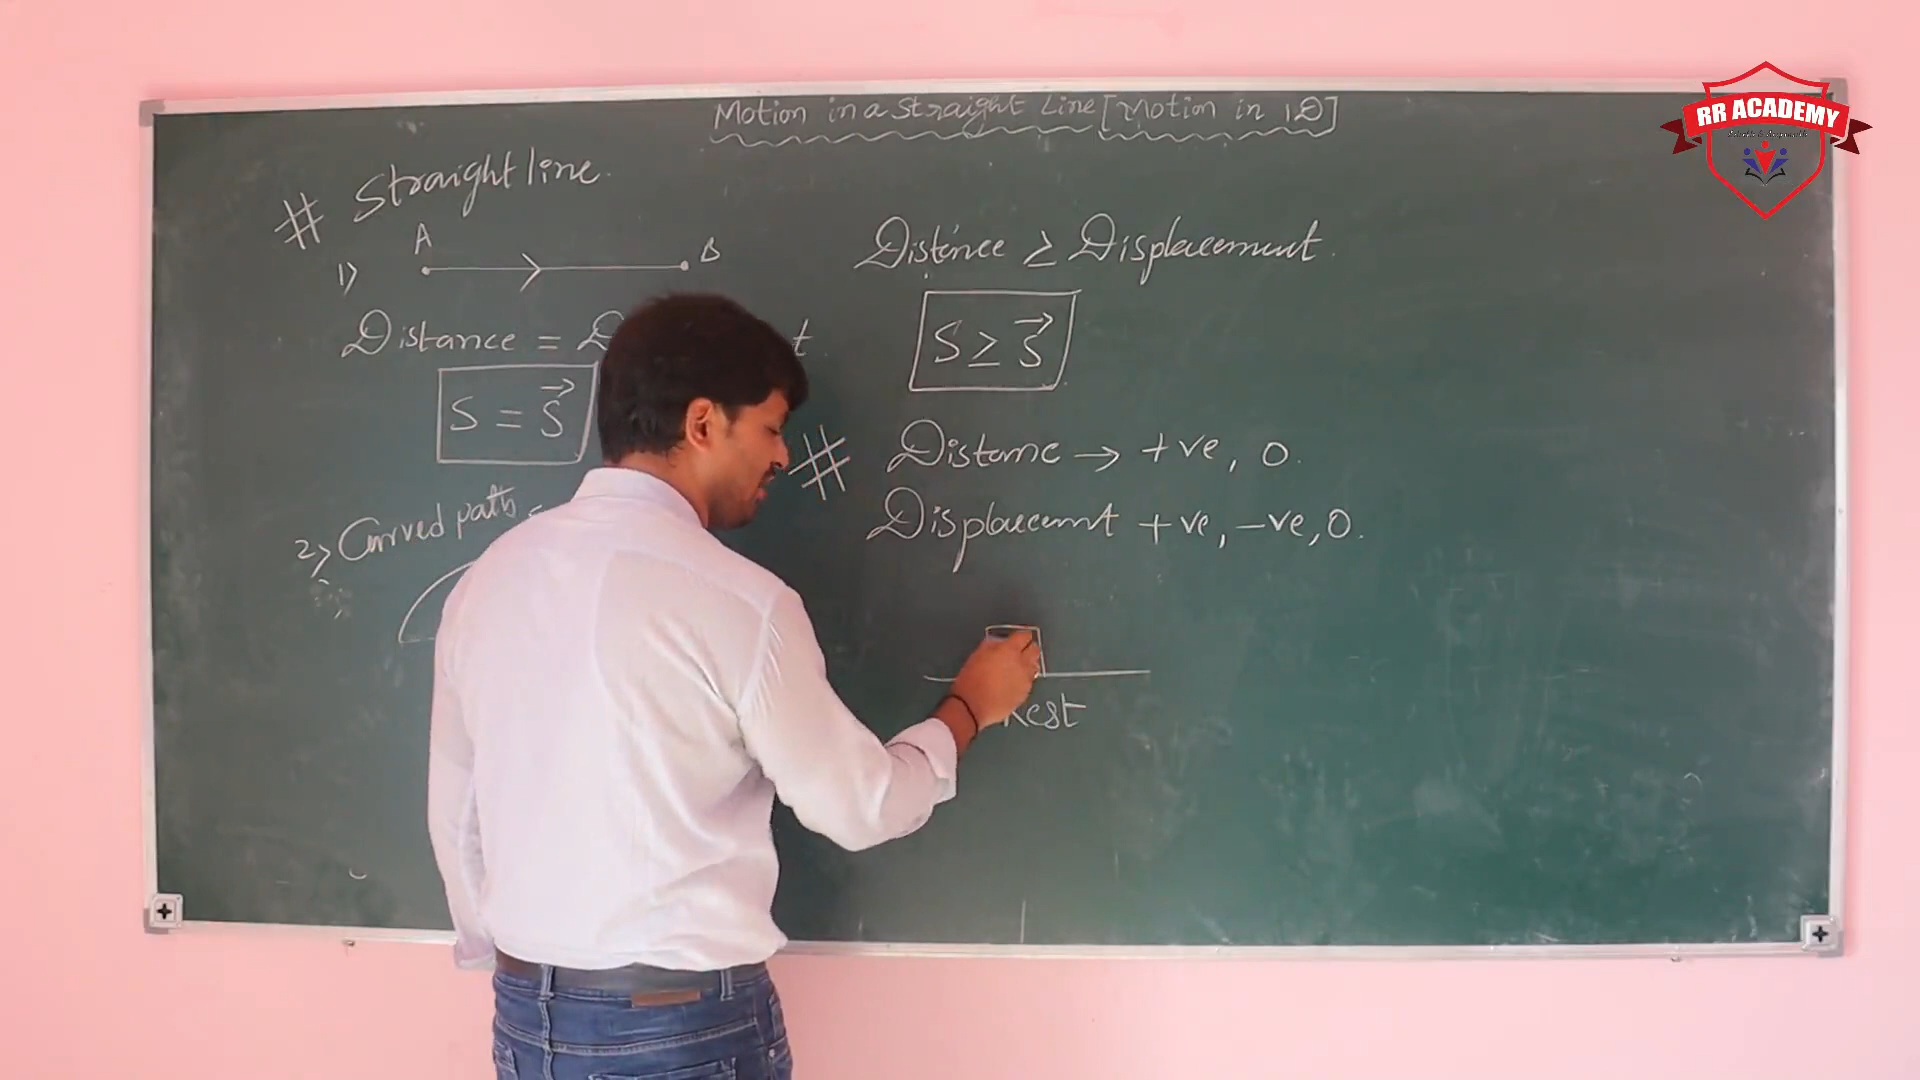 Motion in a Straight Line [Motion in 1D]
# Straight line.
1) A B
Distance = D t.
S = S⃗
2) Curved path
Distance ≥ Displacement.
S ≥ S⃗
# Distance → +ve, 0.
Displacement +ve, -ve, 0.
Rest
RR ACADEMY